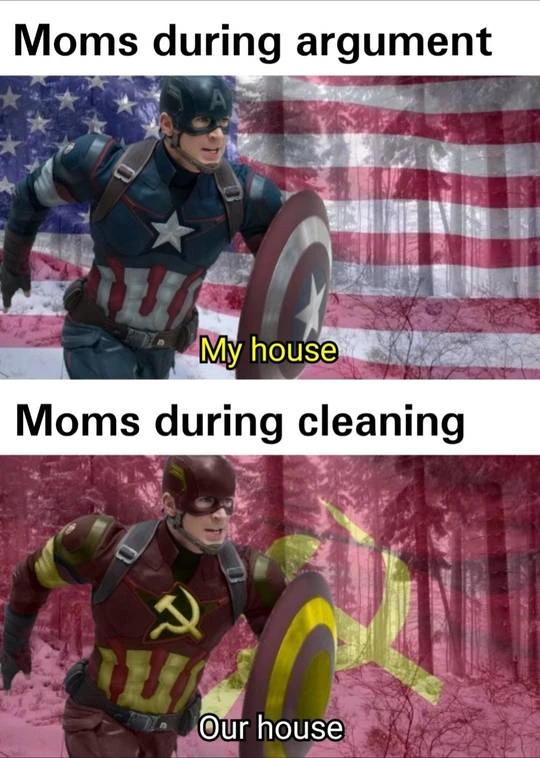 Moms during argument
A
My house
Moms during cleaning
Our house